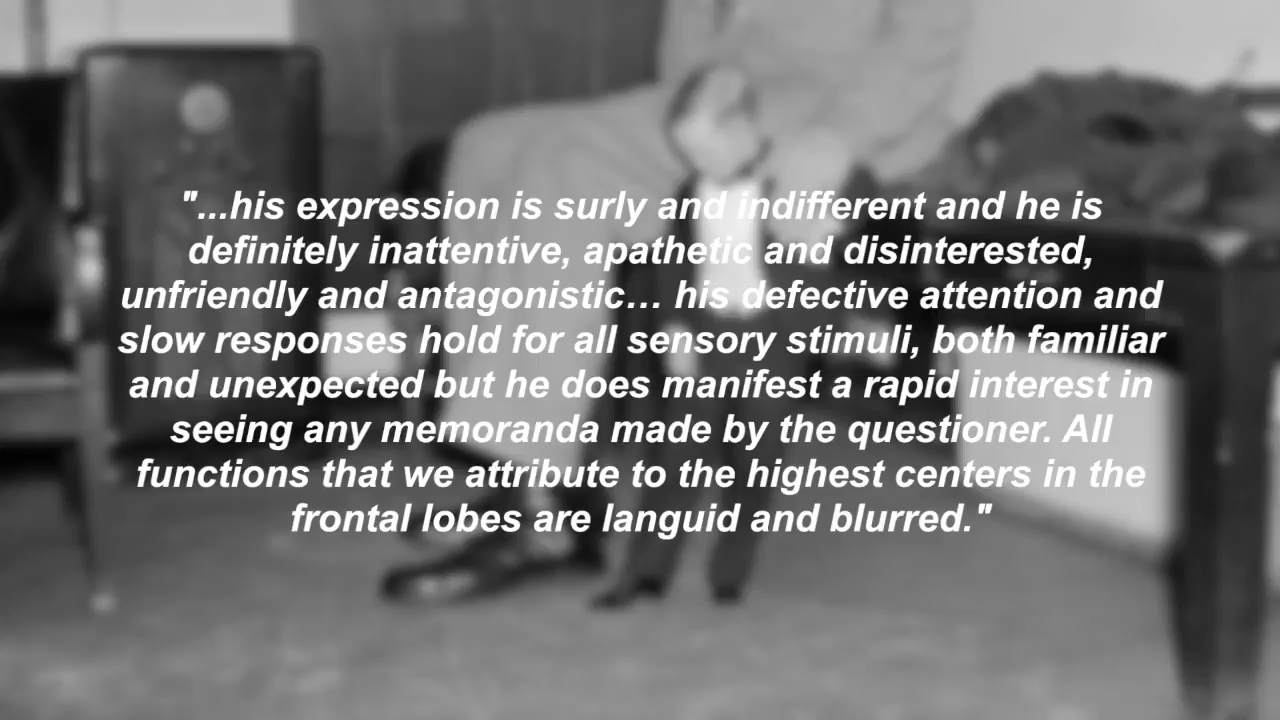 "...his expression is surly and indifferent and he is
definitely inattentive, apathetic and disinterested,
unfriendly and antagonistic... his defective attention and
slow responses hold for all sensory stimuli, both familiar
and unexpected but he does manifest a rapid interest in
seeing any memoranda made by the questioner. All
functions that we attribute to the highest centers in the
frontal lobes are languid and blurred."